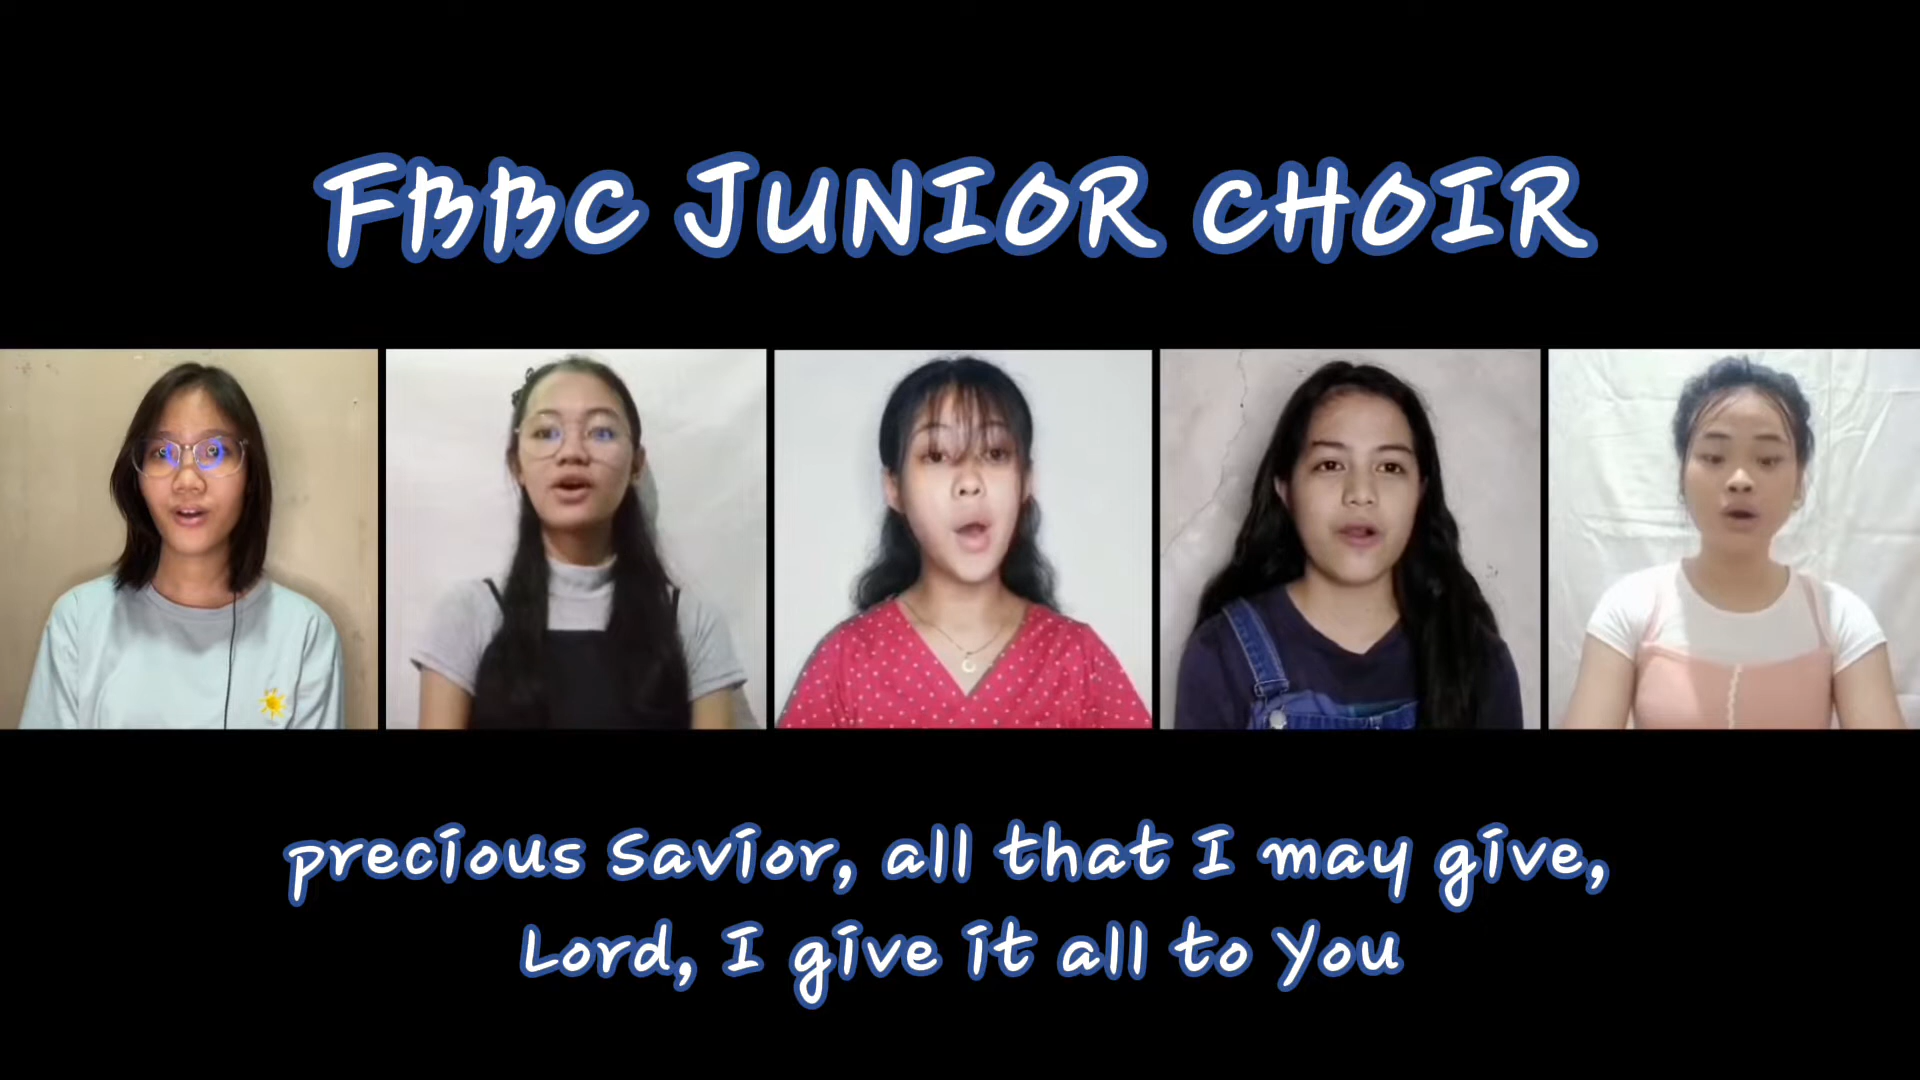 FBBC JUNIOR CHOIR
precious Savior, all that I may give,
Lord, I give it all to You